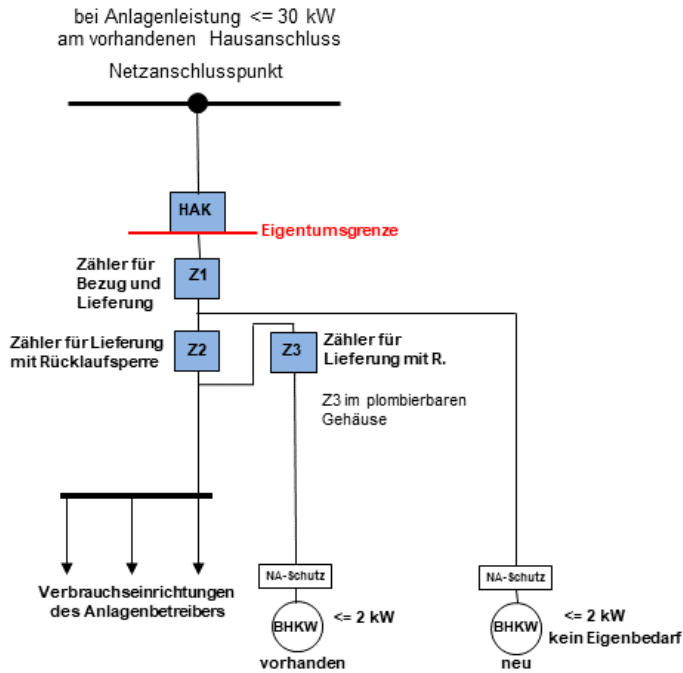 bei Anlagenleistung <= 30 kW
am vorhandenen Hausanschluss
Netzanschlusspunkt
HAK
Eigentumsgrenze
Zähler für
Bezug und
Lieferung
Z1
Zähler für Lieferung
mit Rücklaufsperre
Z2
Z3
Zähler für
Lieferung mit R.
Z3 im plombierbaren
Gehäuse
Verbrauchseinrichtungen
des Anlagenbetreibers
NA-Schutz
BHKW
<= 2 kW
vorhanden
NA-Schutz
BHKW
<= 2 kW
kein Eigenbedarf
neu